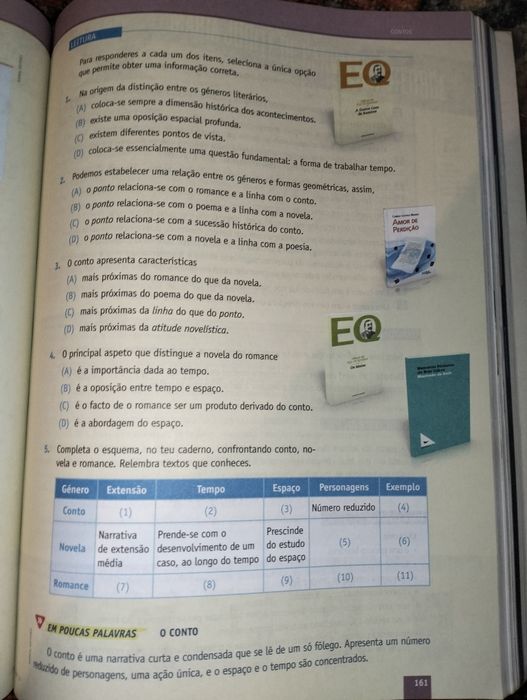 LEITURA
CONTOS
Para responderes a cada um dos itens, seleciona a única opção
que permite obter uma informação correta.
1. Na origem da distinção entre os géneros literários,
(A) coloca-se sempre a dimensão histórica dos acontecimentos.
(B) existe uma oposição espacial profunda.
(C) existem diferentes pontos de vista.
(D) coloca-se essencialmente uma questão fundamental: a forma de trabalhar tempo.
2. Podemos estabelecer uma relação entre os géneros e formas geométricas, assim,
(A) o ponto relaciona-se com o romance e a linha com o conto.
(B) o ponto relaciona-se com o poema e a linha com a novela.
(C) o ponto relaciona-se com a sucessão histórica do conto.
(D) o ponto relaciona-se com a novela e a linha com a poesia.
3. O conto apresenta características
(A) mais próximas do romance do que da novela.
(B) mais próximas do poema do que da novela.
(C) mais próximas da linha do que do ponto.
(D) mais próximas da atitude novelística.
4. O principal aspeto que distingue a novela do romance
(A) é a importância dada ao tempo.
(B) é a oposição entre tempo e espaço.
(C) é o facto de o romance ser um produto derivado do conto.
(D) é a abordagem do espaço.
EQ
AMOR DE
PERDIÇÃO
EQ
Os Maias
5. Completa o esquema, no teu caderno, confrontando conto, no-
vela e romance. Relembra textos que conheces.
Género Extensão Tempo Espaço Personagens Exemplo
Conto (1) (2) (3) Número reduzido (4)
Novela Narrativa de extensão média Prende-se com o desenvolvimento de um caso, ao longo do tempo Prescinde do estudo do espaço (5) (6)
Romance (7) (8) (9) (10) (11)
EM POUCAS PALAVRAS O CONTO
O conto é uma narrativa curta e condensada que se lê de um só fôlego. Apresenta um número
reduzido de personagens, uma ação única, e o espaço e o tempo são concentrados.
161